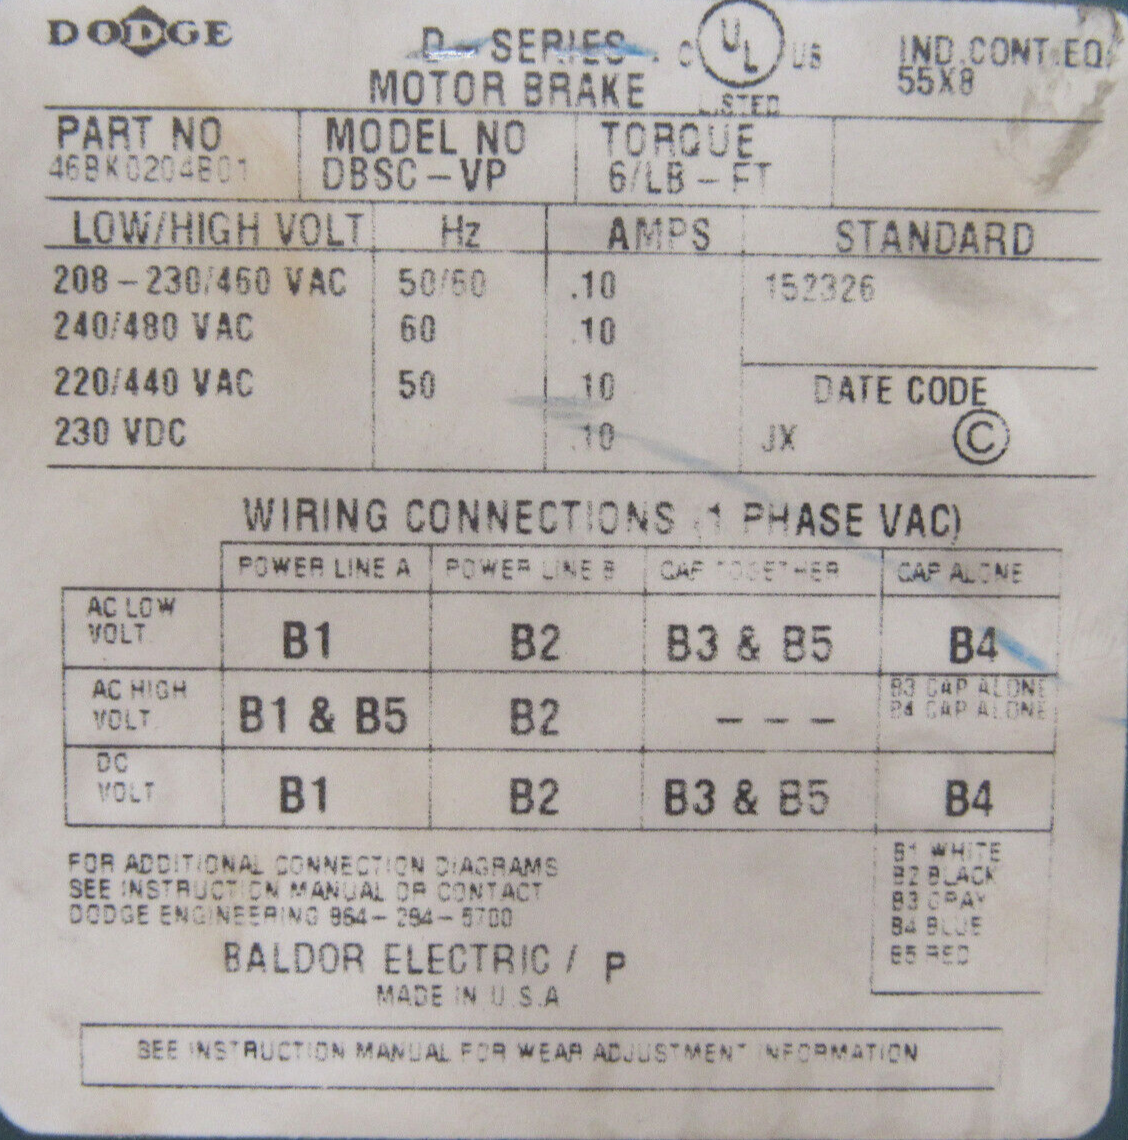 DODGE
D - SERIES
MOTOR BRAKE
C UL US
LISTED
IND.CONT.EQ.
55X8
PART NO
46BK0204B01
MODEL NO
DBSC-VP
TORQUE
6/LB-FT
LOW/HIGH VOLT Hz AMPS STANDARD
208-230/460 VAC 50/60 .10 152326
240/480 VAC 60 .10
220/440 VAC 50 .10 DATE CODE
230 VDC .10 JX ©
WIRING CONNECTIONS (1 PHASE VAC)
POWER LINE A POWER LINE B CAP TOGETHER CAP ALONE
AC LOW
VOLT B1 B2 B3 & B5 B4
AC HIGH
VOLT B1 & B5 B2 - - - B3 CAP ALONE
B4 CAP ALONE
DC
VOLT B1 B2 B3 & B5 B4
FOR ADDITIONAL CONNECTION DIAGRAMS
SEE INSTRUCTION MANUAL OR CONTACT
DODGE ENGINEERING 864-284-5700
B1 WHITE
B2 BLACK
B3 GRAY
B4 BLUE
B5 RED
BALDOR ELECTRIC / P
MADE IN U.S.A
SEE INSTRUCTION MANUAL FOR WEAR ADJUSTMENT INFORMATION